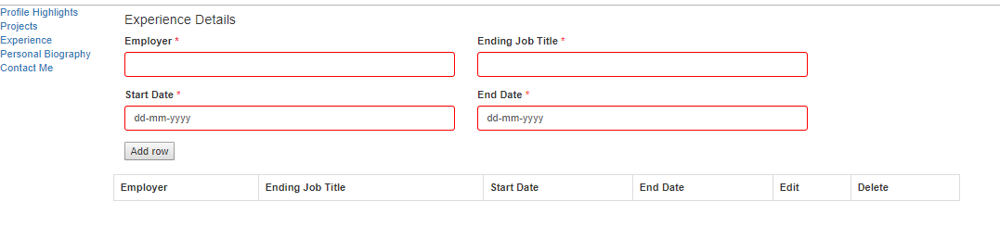 Profile Highlights
Projects
Experience
Personal Biography
Contact Me
Experience Details
Employer *
Ending Job Title *
Start Date *
End Date *
dd-mm-yyyy
dd-mm-yyyy
Add row
Employer Ending Job Title Start Date End Date Edit Delete